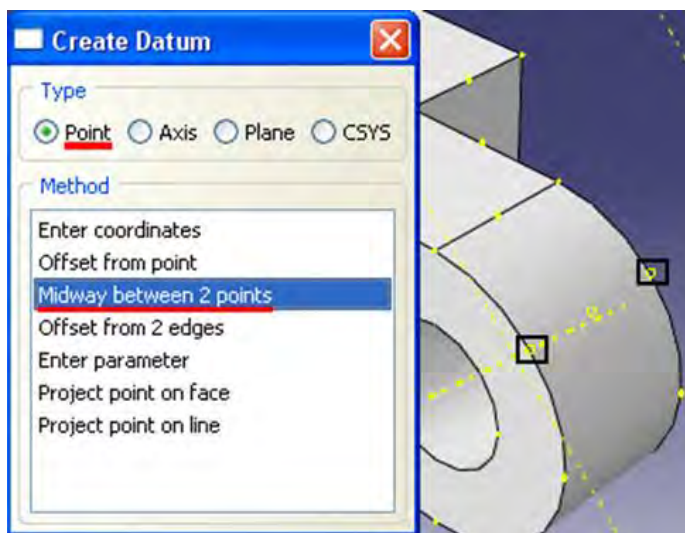 Create Datum
Type
Point Axis Plane CSYS
Method
Enter coordinates
Offset from point
Midway between 2 points
Offset from 2 edges
Enter parameter
Project point on face
Project point on line